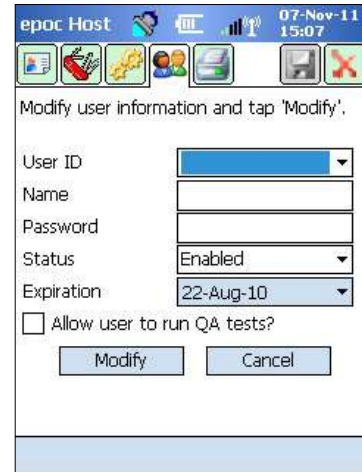 epoc Host 07-Nov-11
15:07
Modify user information and tap 'Modify'.
User ID
Name
Password
Status Enabled
Expiration 22-Aug-10
Allow user to run QA tests?
Modify Cancel